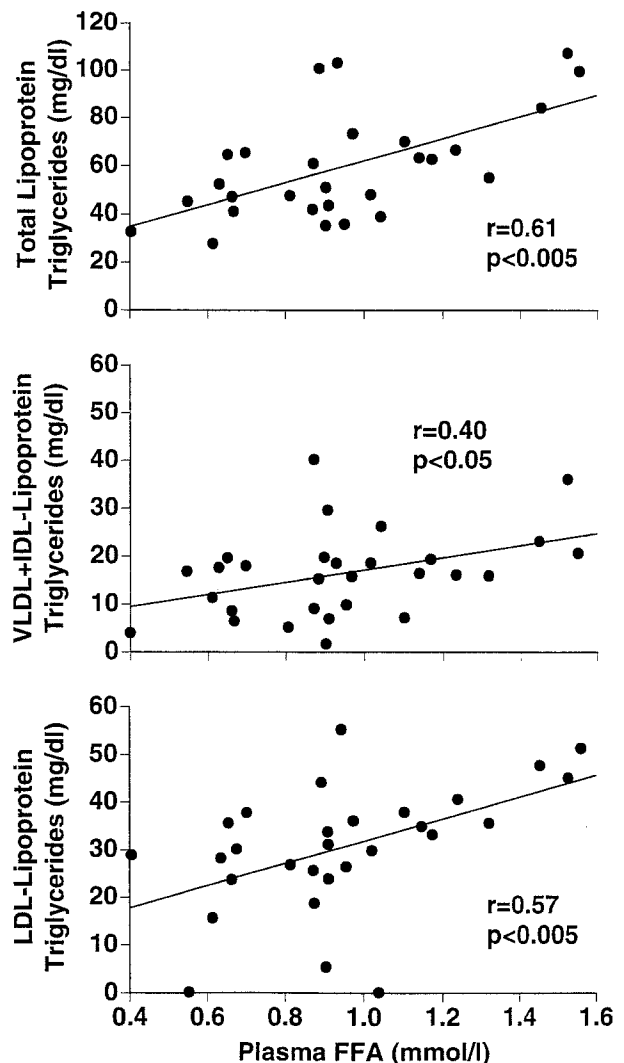 Total Lipoprotein
Triglycerides (mg/dl)
120
100
80
60
40
20
0
r=0.61
p<0.005
VLDL+IDL-Lipoprotein
Triglycerides (mg/dl)
60
50
40
30
20
10
0
r=0.40
p<0.05
LDL-Lipoprotein
Triglycerides (mg/dl)
60
50
40
30
20
10
0
r=0.57
p<0.005
0.4 0.6 0.8 1.0 1.2 1.4 1.6
Plasma FFA (mmol/l)